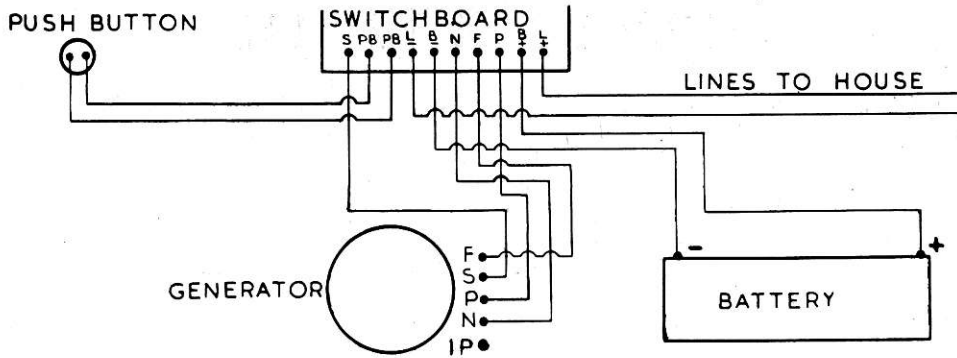 PUSH BUTTON
SWITCHBOARD
S PB PB L- B- N F P B+ L+
LINES TO HOUSE
GENERATOR
F
S
P
N
IP
- +
BATTERY